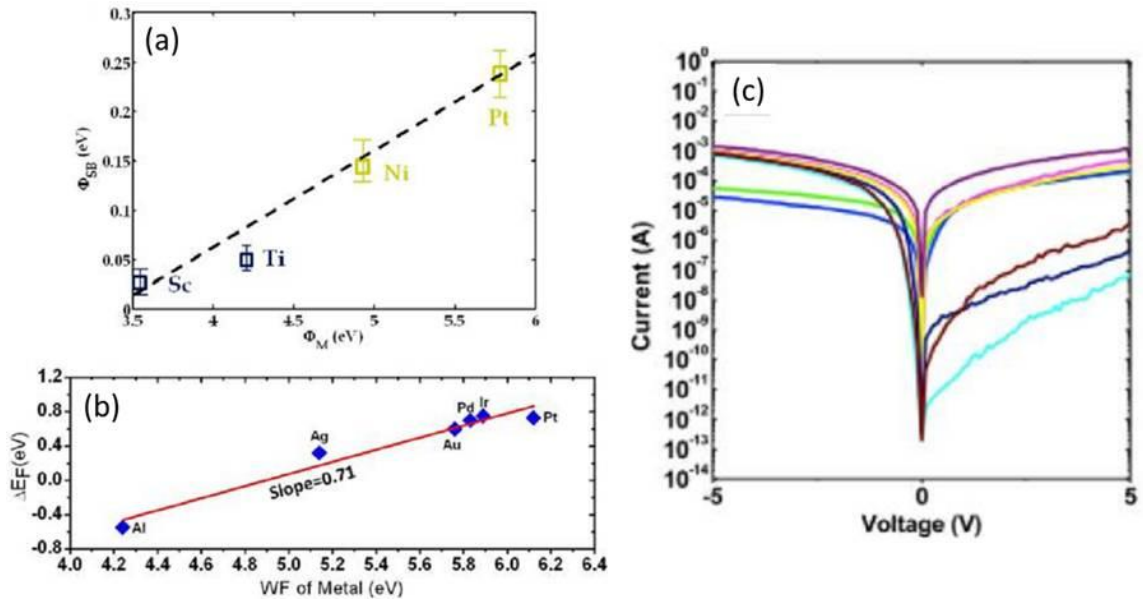 (a)
0.3
0.25
0.2
0.15
0.1
0.05
0
Φ_SB (eV)
Sc
Ti
Ni
Pt
3.5 4 4.5 5 5.5 6
Φ_M (eV)
(b)
1.2
0.8
0.4
0.0
-0.4
-0.8
ΔE_F(eV)
Al
Ag
Au
Pd
Ir
Pt
Slope=0.71
4.0 4.2 4.4 4.6 4.8 5.0 5.2 5.4 5.6 5.8 6.0 6.2 6.4
WF of Metal (eV)
(c)
10^0
10^-1
10^-2
10^-3
10^-4
10^-5
10^-6
10^-7
10^-8
10^-9
10^-10
10^-11
10^-12
10^-13
10^-14
Current (A)
-5 0 5
Voltage (V)